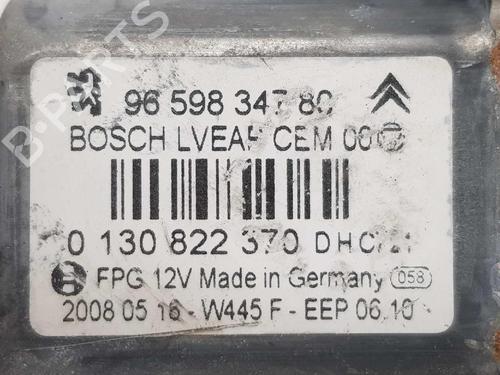 96 598 347 80
BOSCH LVEAR CEM 00
0 130 822 370 DHC/21
FPG 12V Made in Germany 058
2008 05 16 - W445 F - EEP 06.10
B-PARTS